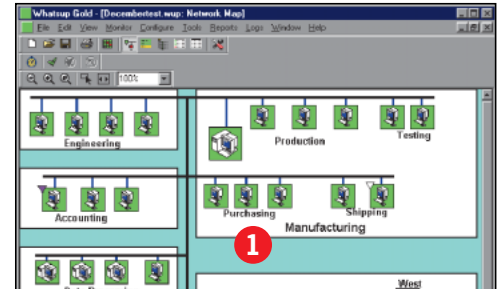 Whatsup Gold - [Decembertest.wup: Network Map]
File Edit View Monitor Configure Tools Reports Logs Window Help
100%
Engineering
Production
Testing
Accounting
Purchasing
Shipping
Manufacturing
1
West